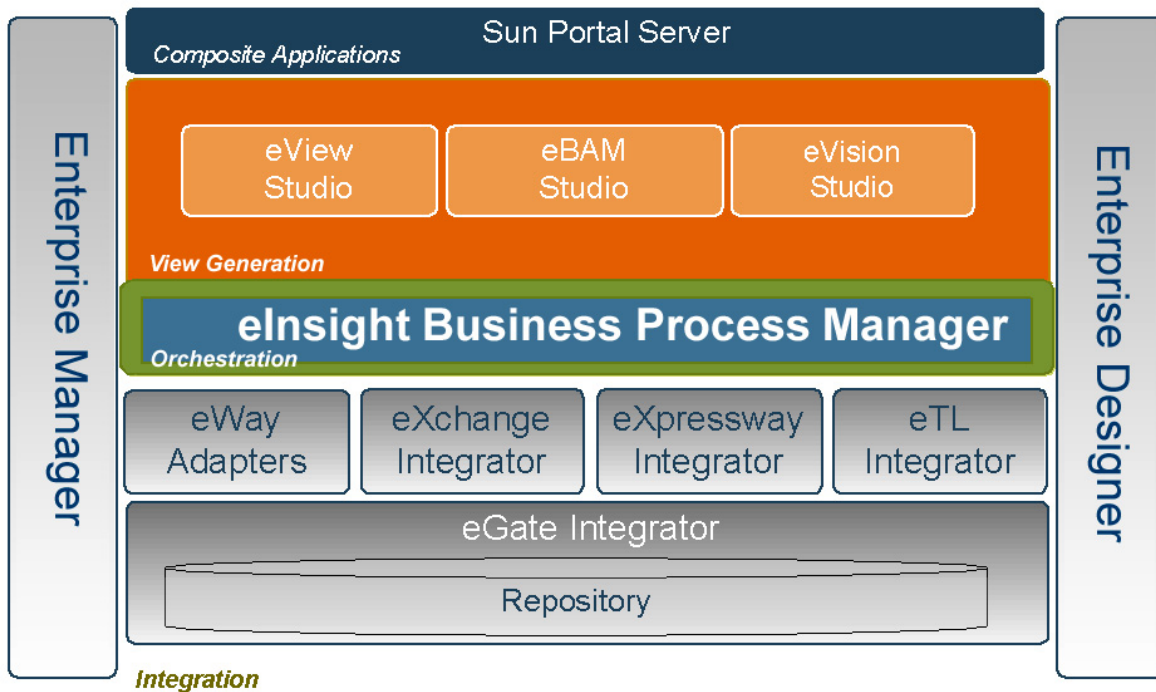 Enterprise Manager
Sun Portal Server
Composite Applications
eView
Studio
eBAM
Studio
eVision
Studio
View Generation
eInsight Business Process Manager
Orchestration
eWay
Adapters
eXchange
Integrator
eXpressway
Integrator
eTL
Integrator
eGate Integrator
Repository
Integration
Enterprise Designer